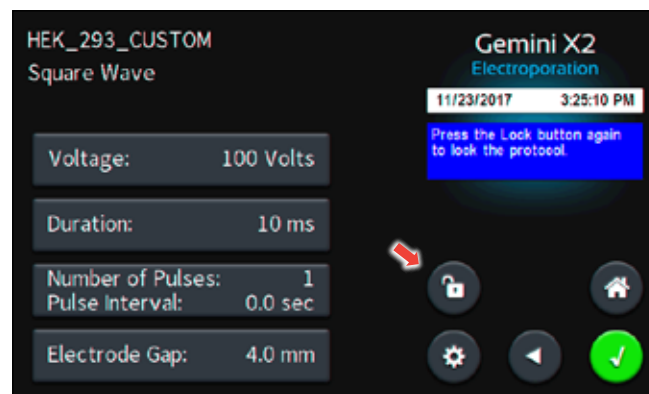 HEK_293_CUSTOM
Square Wave
Voltage: 100 Volts
Duration: 10 ms
Number of Pulses: 1
Pulse Interval: 0.0 sec
Electrode Gap: 4.0 mm
Gemini X2
Electroporation
11/23/2017 3:25:10 PM
Press the Lock button again
to lock the protocol.